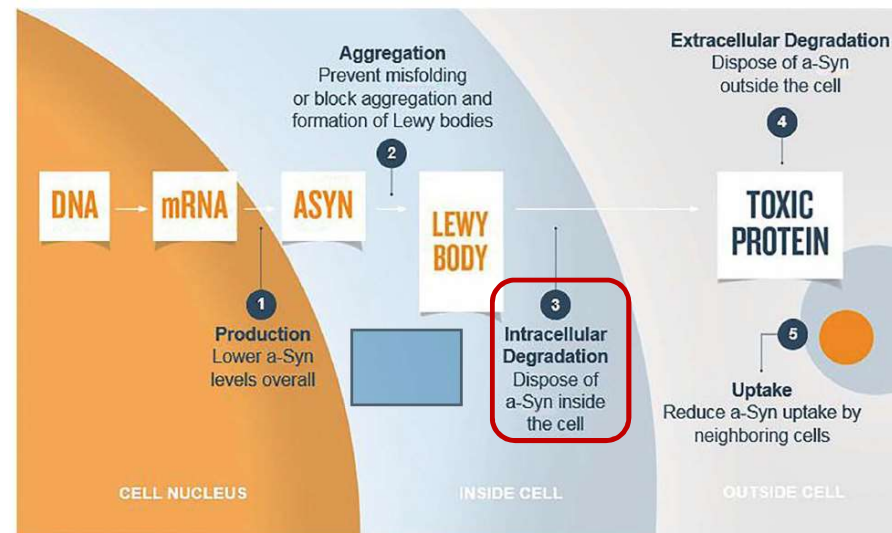 Aggregation
Prevent misfolding
or block aggregation and
formation of Lewy bodies
2
Extracellular Degradation
Dispose of a-Syn
outside the cell
4
DNA
mRNA
ASYN
LEWY
BODY
TOXIC
PROTEIN
1
Production
Lower a-Syn
levels overall
3
Intracellular
Degradation
Dispose of
a-Syn inside
the cell
5
Uptake
Reduce a-Syn uptake by
neighboring cells
CELL NUCLEUS
INSIDE CELL
OUTSIDE CELL